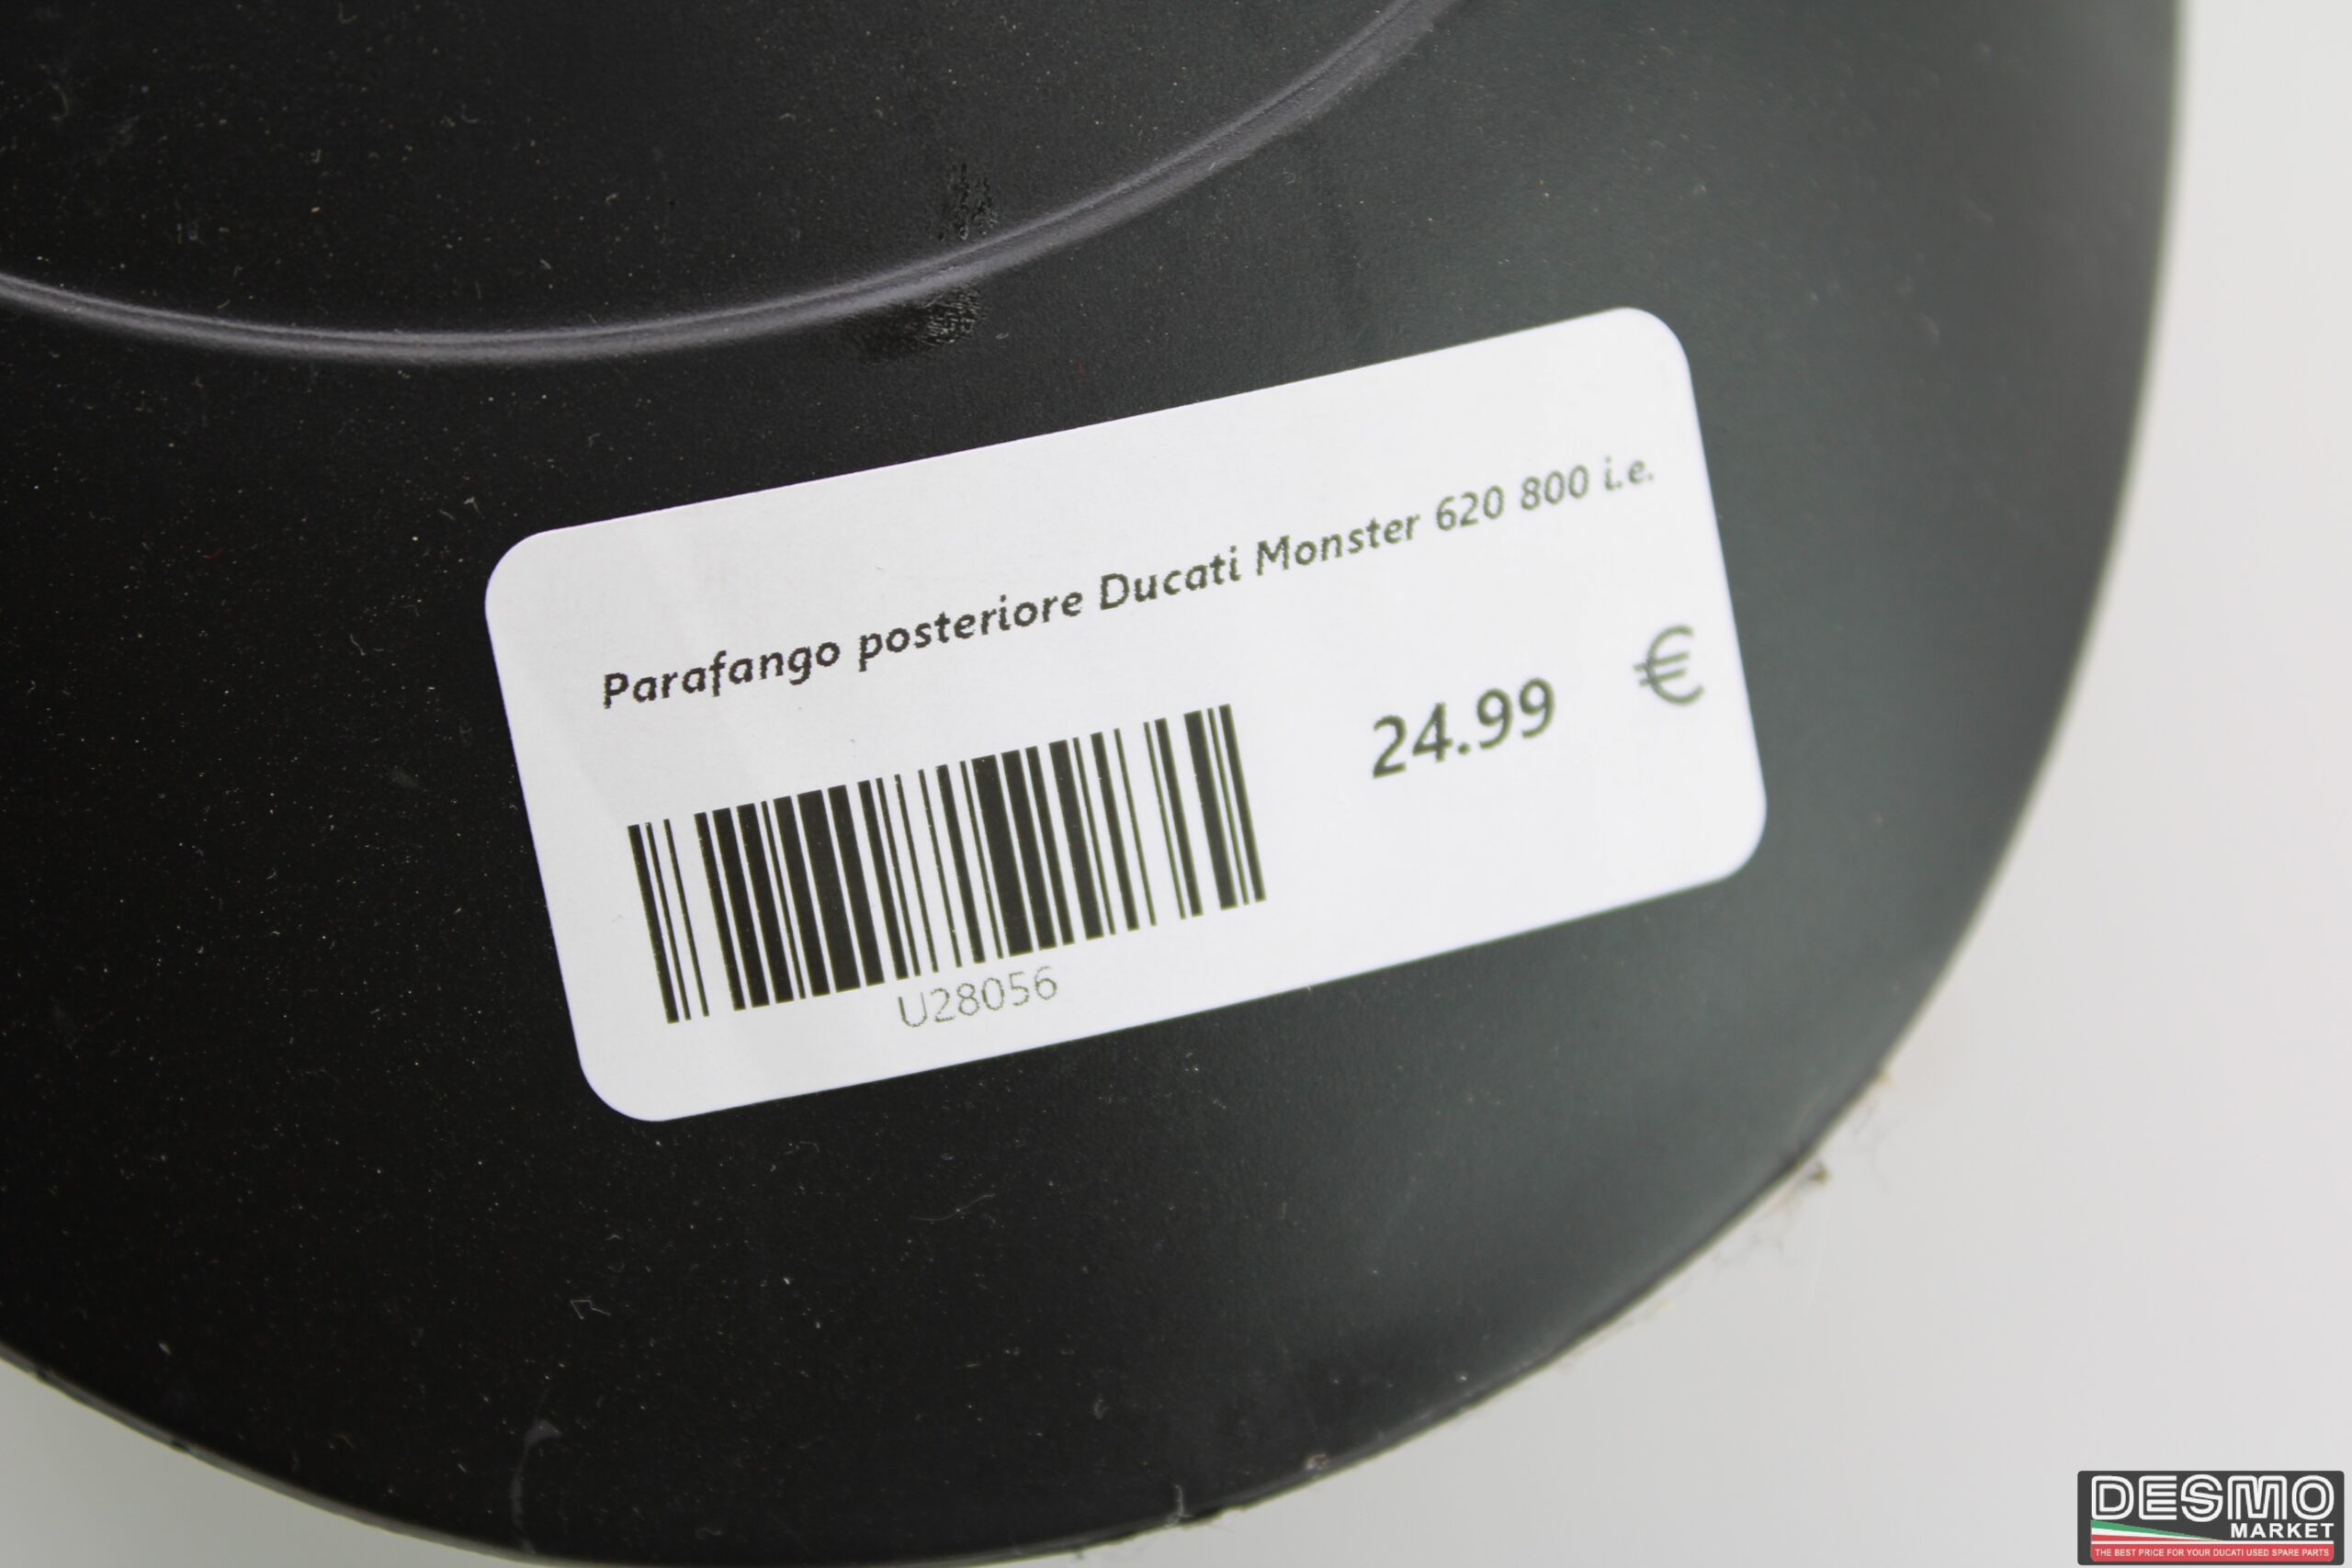 Parafango posteriore Ducati Monster 620 800 i.e.
24.99 €
U28056
DESMO
MARKET
THE BEST PRICE FOR YOUR DUCATI USED SPARE PARTS